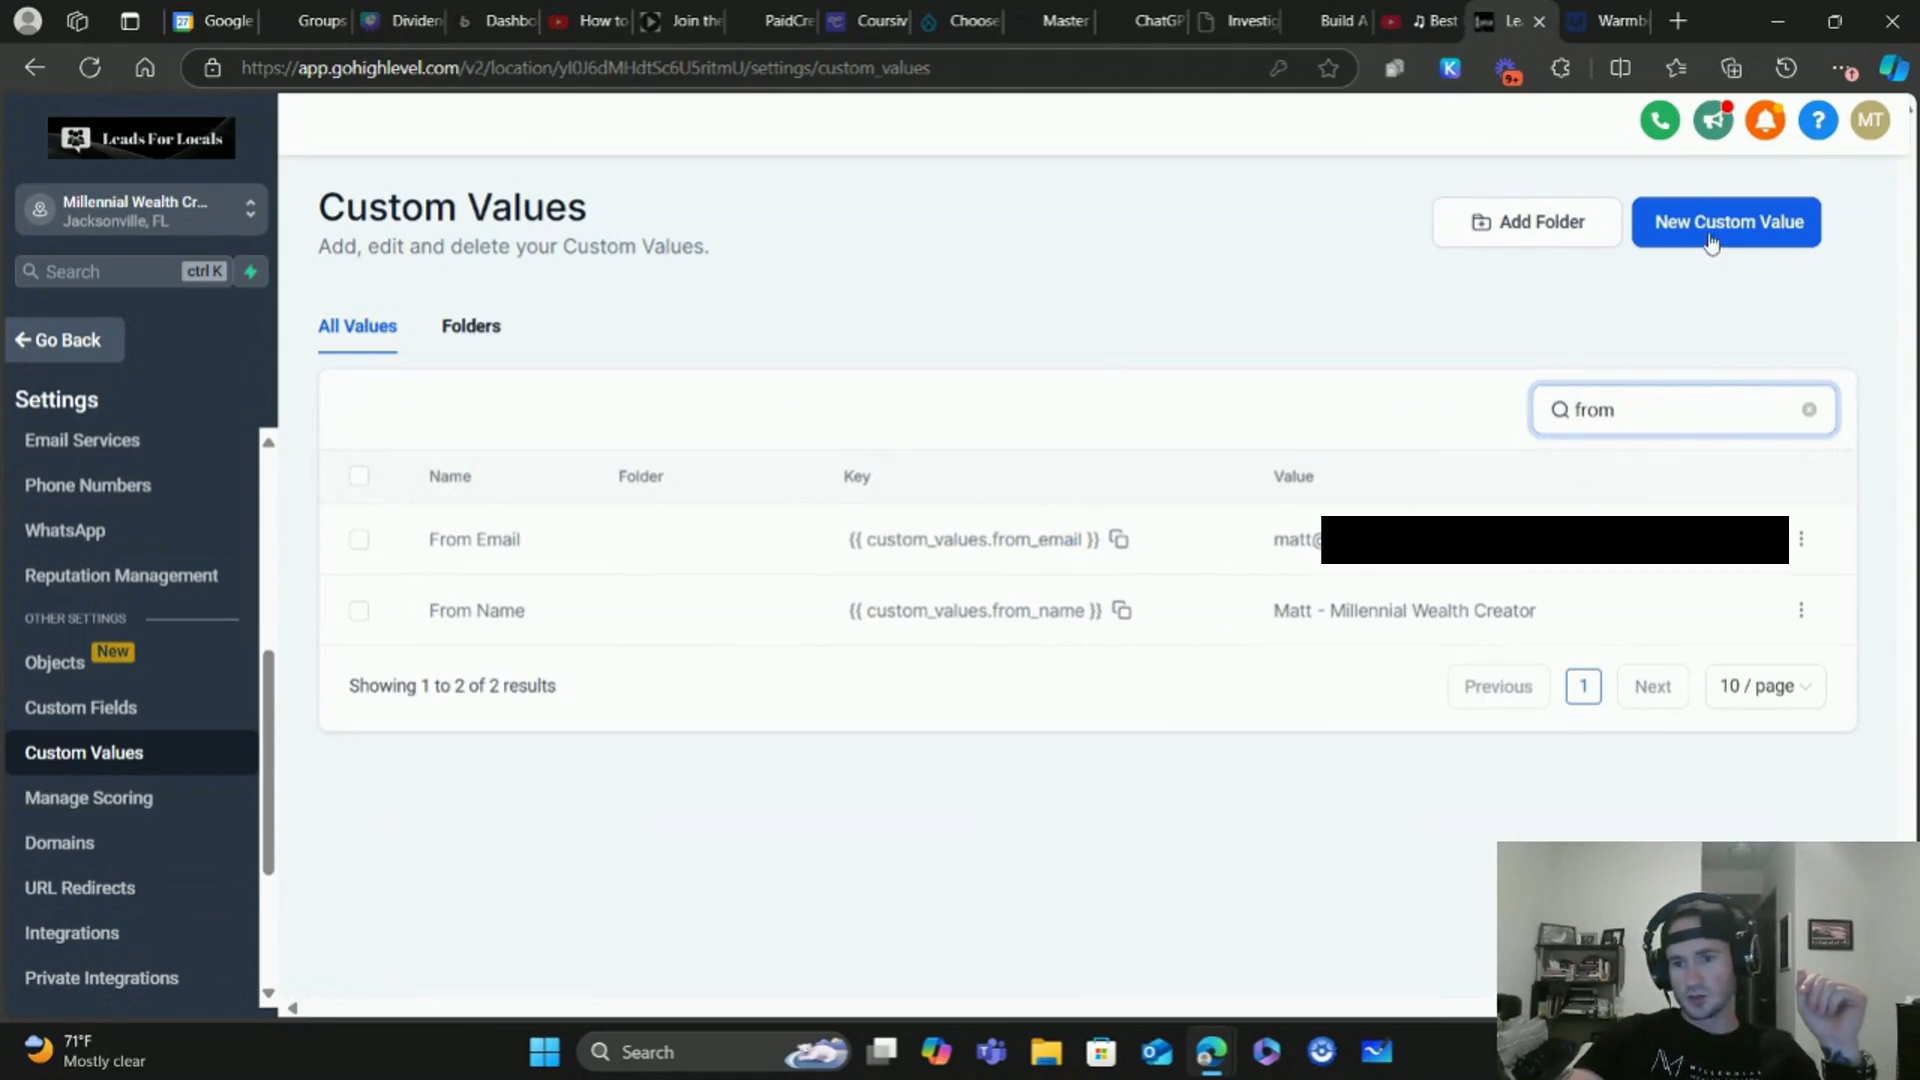 Google
Groups
Dividen
Dashbo
How to
Join the
PaidCre
Coursiv
Choose
Master
ChatGP
Investig
Build A
Best
Le
Warmb
https://app.gohighlevel.com/v2/location/yI0J6dMHdtSc6U5ritmU/settings/custom_values
9+
Leads For Locals
MT
Millennial Wealth Cr...
Jacksonville, FL
Search ctrl K
Go Back
Settings
Email Services
Phone Numbers
WhatsApp
Reputation Management
OTHER SETTINGS
Objects New
Custom Fields
Custom Values
Manage Scoring
Domains
URL Redirects
Integrations
Private Integrations
Custom Values
Add, edit and delete your Custom Values.
Add Folder
New Custom Value
All Values Folders
from
Name Folder Key Value
From Email {{ custom_values.from_email }} matt@
From Name {{ custom_values.from_name }} Matt - Millennial Wealth Creator
Showing 1 to 2 of 2 results
Previous 1 Next 10 / page
71°F
Mostly clear
Search